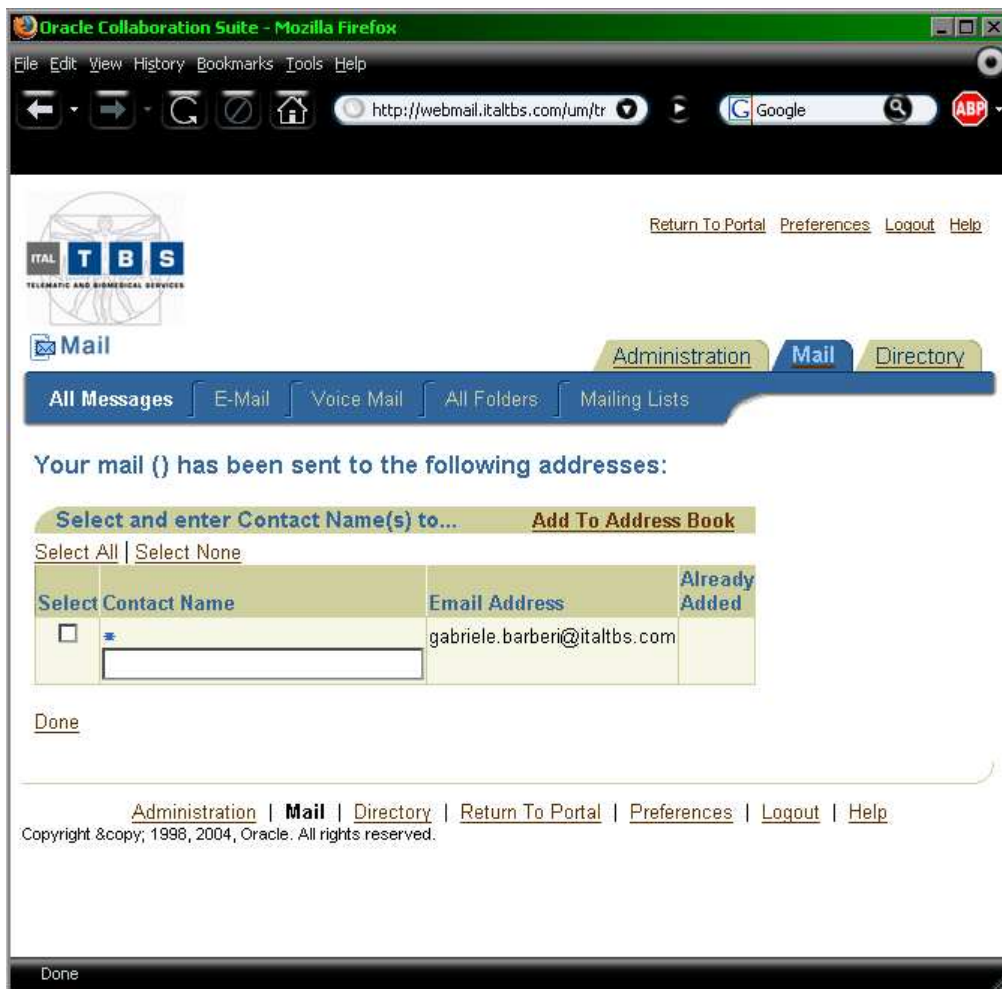 Oracle Collaboration Suite - Mozilla Firefox
File Edit View History Bookmarks Tools Help
http://webmail.italtbs.com/um/tr G Google ABP
Return To Portal Preferences Logout Help
ITAL T B S
TELEMATIC AND BIOMEDICAL SERVICES
Mail
Administration Mail Directory
All Messages E-Mail Voice Mail All Folders Mailing Lists
Your mail () has been sent to the following addresses:
Select and enter Contact Name(s) to... Add To Address Book
Select All | Select None
Select Contact Name Email Address Already Added
* gabriele.barberi@italtbs.com
Done
Administration | Mail | Directory | Return To Portal | Preferences | Logout | Help
Copyright &copy; 1998, 2004, Oracle. All rights reserved.
Done